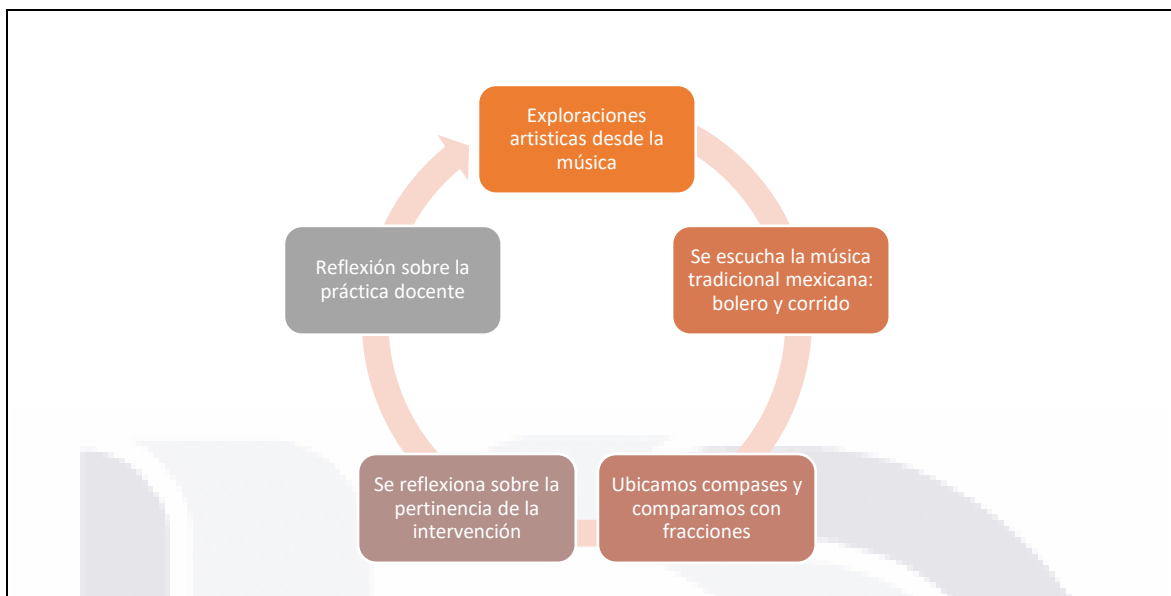 Exploraciones
artisticas desde la
música
Se escucha la música
tradicional mexicana:
bolero y corrido
Ubicamos compases y
comparamos con
fracciones
Se reflexiona sobre la
pertinencia de la
intervención
Reflexión sobre la
práctica docente